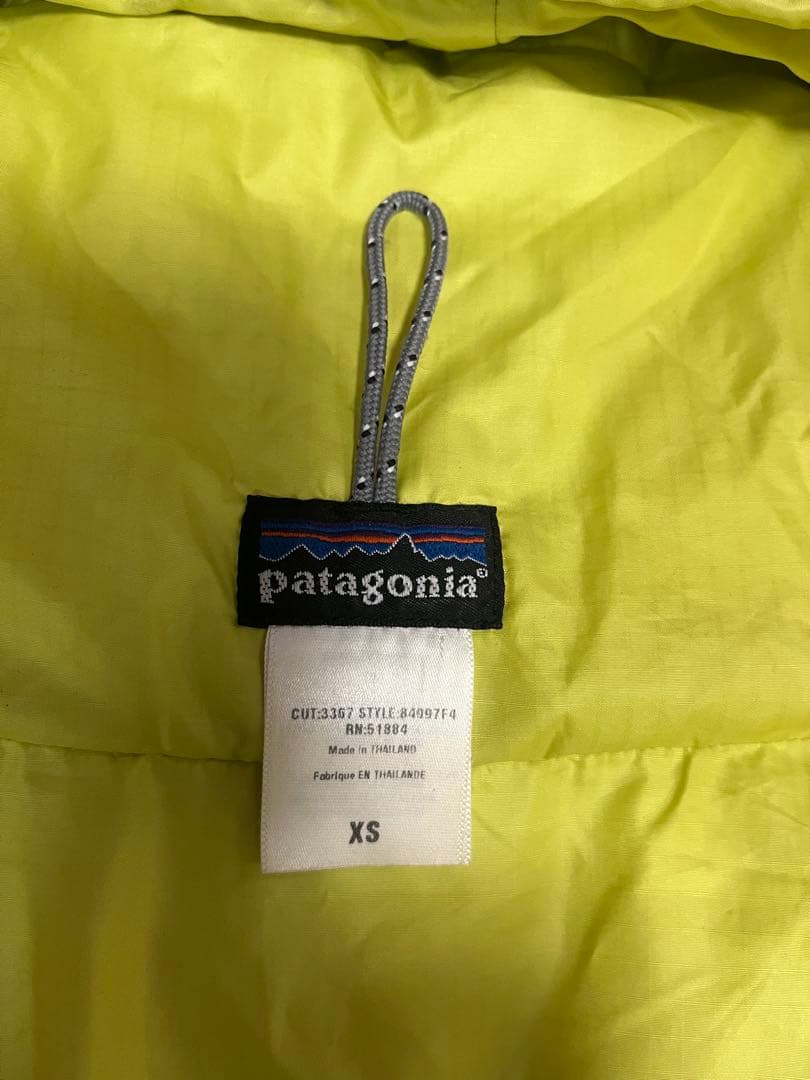 patagonia®
CUT:3367 STYLE:84097F4
RN:51884
Made in THAILAND
Fabrique EN THAILANDE
XS